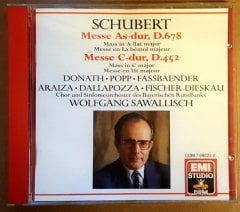 SCHUBERT
Messe As-dur, D.678
Mass in A flat major
Messe en La bémol majeur
Messe C-dur, D.452
Mass in C major
Messe en Ut majeur
DONATH · POPP · FASSBAENDER
ARAIZA · DALLAPOZZA · FISCHER-DIESKAU
Chor und Sinfonieorchester des Bayerischen Rundfunks
WOLFGANG SAWALLISCH
EMI
STUDIO
DRM